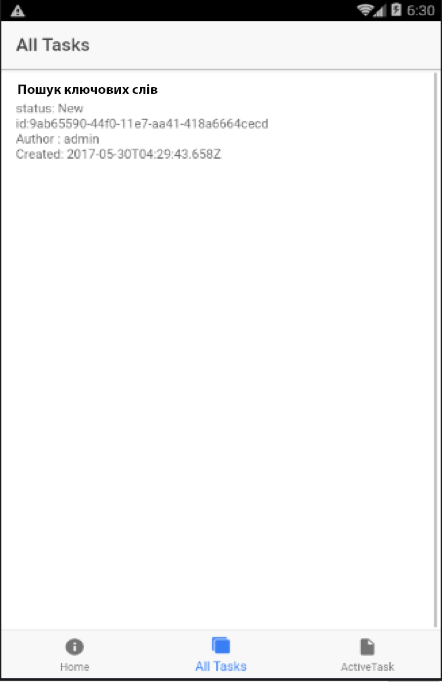 6:30
All Tasks
Пошук ключових слів
status: New
id:9ab65590-44f0-11e7-aa41-418a6664cecd
Author : admin
Created: 2017-05-30T04:29:43.658Z
Home
All Tasks
ActiveTask